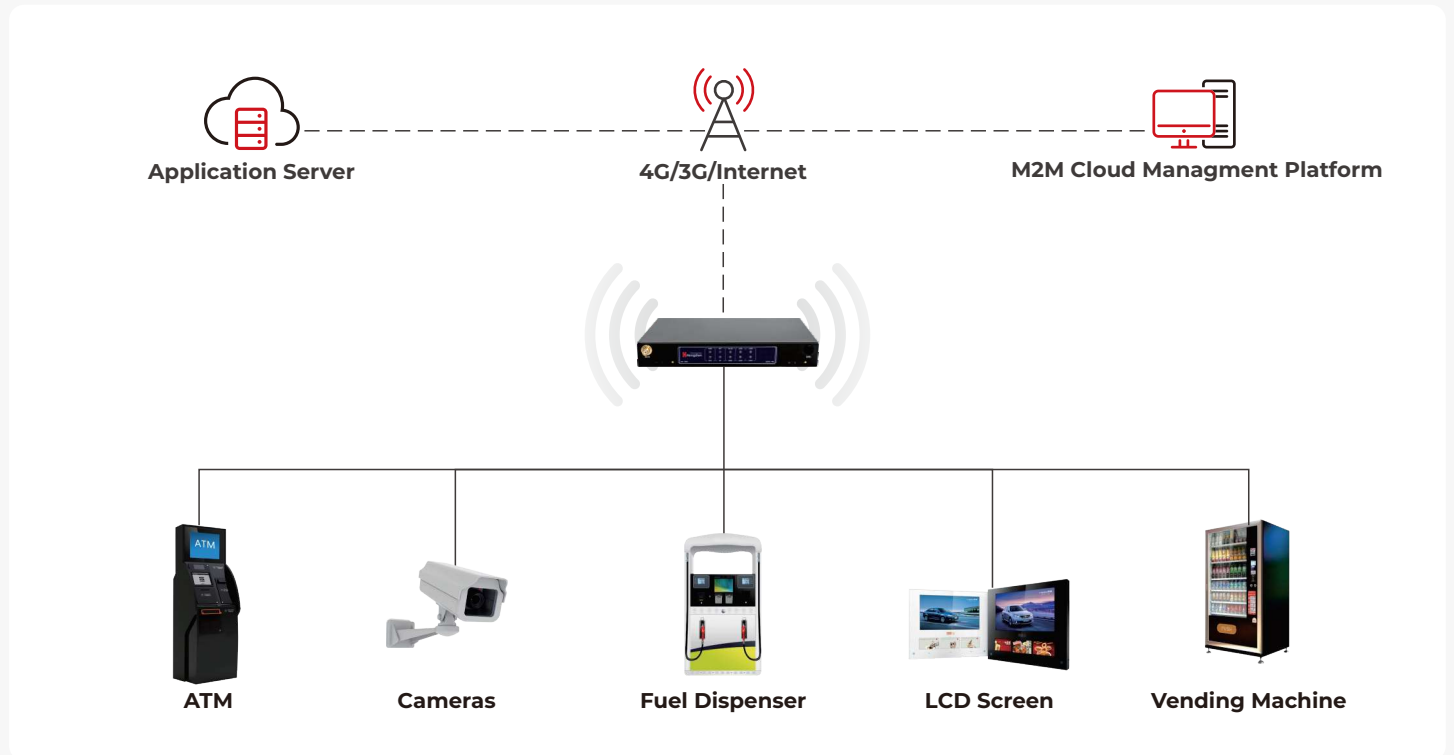 Application Server
4G/3G/Internet
M2M Cloud Managment Platform
ATM
ATM
Cameras
Fuel Dispenser
LCD Screen
Vending Machine